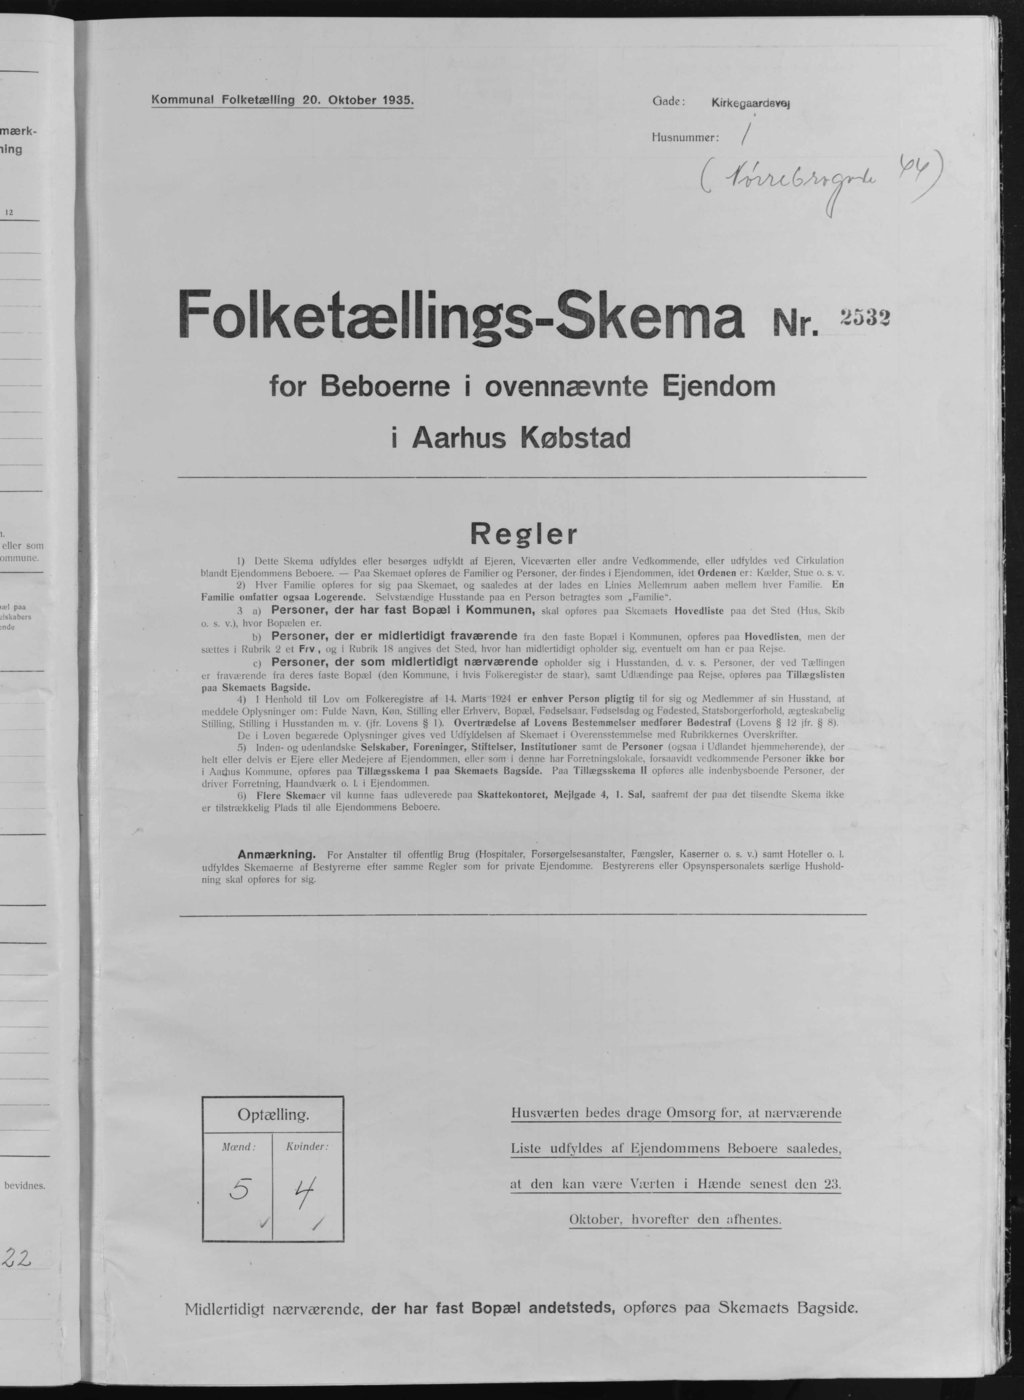 mærk-
ning
12
eller som
ommune.
æl paa
elskabers
ende
bevidnes.
22
Kommunal Folketælling 20. Oktober 1935.
Gade: Kirkegaardsvej
Husnummer: 1
(Nørrebrogade 44)
Folketællings-Skema Nr. 2532
for Beboerne i ovennævnte Ejendom
i Aarhus Købstad
Regler
1) Dette Skema udfyldes eller besørges udfyldt af Ejeren, Viceværten eller andre Vedkommende, eller udfyldes ved Cirkulation
blandt Ejendommens Beboere. — Paa Skemaet opføres de Familier og Personer, der findes i Ejendommen, idet Ordenen er: Kælder, Stue o. s. v.
2) Hver Familie opføres for sig paa Skemaet, og saaledes at der lades en Linies Mellemrum aaben mellem hver Familie. En
Familie omfatter ogsaa Logerende. Selvstændige Husstande paa en Person betragtes som „Familie“.
3 a) Personer, der har fast Bopæl i Kommunen, skal opføres paa Skemaets Hovedliste paa det Sted (Hus, Skib
o. s. v.), hvor Bopælen er.
b) Personer, der er midlertidigt fraværende fra den faste Bopæl i Kommunen, opføres paa Hovedlisten, men der
sættes i Rubrik 2 et Frv., og i Rubrik 18 angives det Sted, hvor han midlertidigt opholder sig, eventuelt om han er paa Rejse.
c) Personer, der som midlertidigt nærværende opholder sig i Husstanden, d. v. s. Personer, der ved Tællingen
er fraværende fra deres faste Bopæl (den Kommune, i hvis Folkeregister de staar), samt Udlændinge paa Rejse, opføres paa Tillægslisten
paa Skemaets Bagside.
4) I Henhold til Lov om Folkeregistre af 14. Marts 1924 er enhver Person pligtig til for sig og Medlemmer af sin Husstand, at
meddele Oplysninger om: Fulde Navn, Køn, Stilling eller Erhverv, Bopæl, Fødselsaar, Fødselsdag og Fødested, Statsborgerforhold, ægteskabelig
Stilling, Stilling i Husstanden m. v. (jfr. Lovens § 1). Overtrædelse af Lovens Bestemmelser medfører Bødestraf (Lovens § 12 jfr. § 8).
De i Loven begærede Oplysninger gives ved Udfyldelsen af Skemaet i Overensstemmelse med Rubrikkernes Overskrifter.
5) Inden- og udenlandske Selskaber, Foreninger, Stiftelser, Institutioner samt de Personer (ogsaa i Udlandet hjemmehørende), der
helt eller delvis er Ejere eller Medejere af Ejendommen, eller som i denne har Forretningslokale, forsaavidt vedkommende Personer ikke bor
i Aarhus Kommune, opføres paa Tillægsskema I paa Skemaets Bagside. Paa Tillægsskema II opføres alle indenbysboende Personer, der
driver Forretning, Haandværk o. l. i Ejendommen.
6) Flere Skemaer vil kunne faas udleverede paa Skattekontoret, Mejlgade 4, 1. Sal, saafremt der paa det tilsendte Skema ikke
er tilstrækkelig Plads til alle Ejendommens Beboere.
Anmærkning. For Anstalter til offentlig Brug (Hospitaler, Forsørgelsesanstalter, Fængsler, Kaserner o. s. v.) samt Hoteller o. l.
udfyldes Skemaerne af Bestyrerne efter samme Regler som for private Ejendomme. Bestyrerens eller Opsynspersonalets særlige Hushold-
ning skal opføres for sig.
Optælling.
Mænd: Kvinder:
5 4
Husværten bedes drage Omsorg for, at nærværende
Liste udfyldes af Ejendommens Beboere saaledes,
at den kan være Værten i Hænde senest den 23.
Oktober, hvorefter den afhentes.
Midlertidigt nærværende, der har fast Bopæl andetsteds, opføres paa Skemaets Bagside.